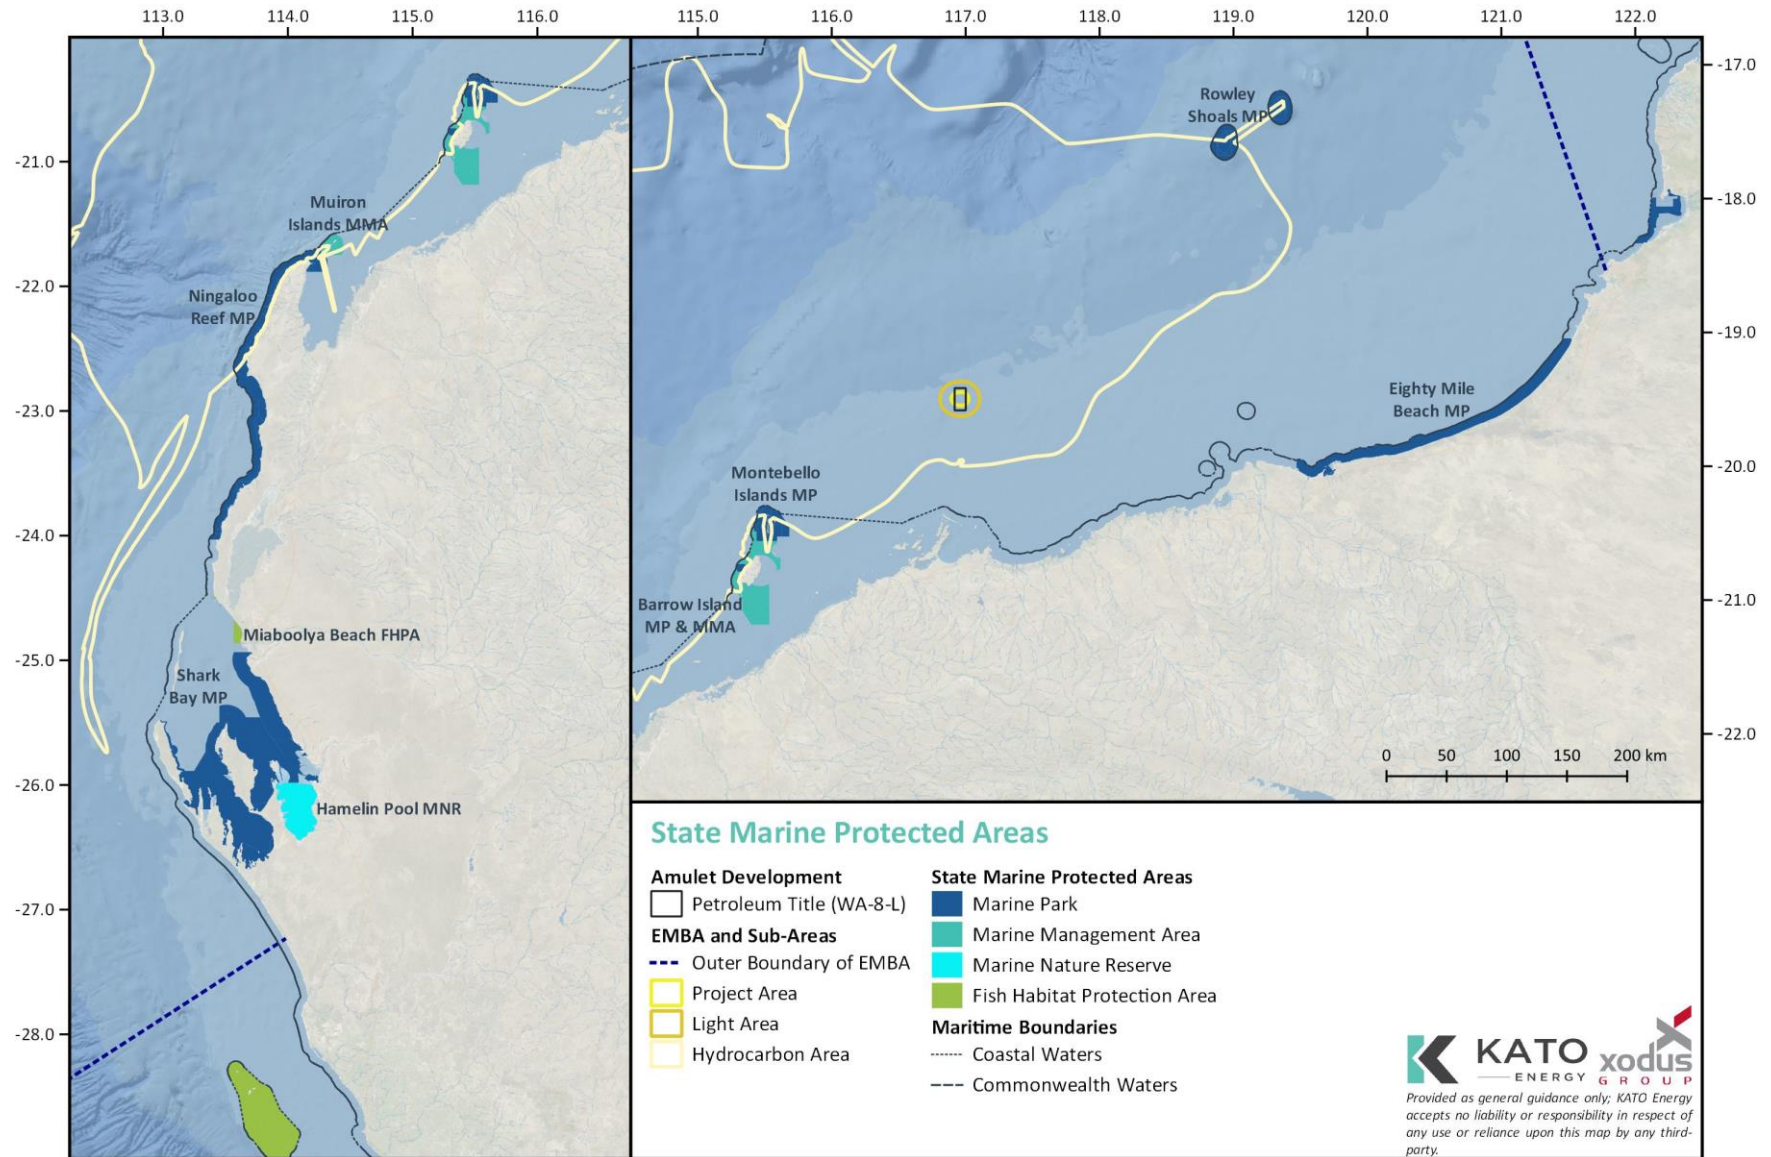 113.0 114.0 115.0 116.0
115.0 116.0 117.0 118.0 119.0 120.0 121.0 122.0
-21.0
-22.0
-23.0
-24.0
-25.0
-26.0
-27.0
-28.0
Muiron
Islands MMA
Ningaloo
Reef MP
Miaboolya Beach FHPA
Shark
Bay MP
Hamelin Pool MNR
Rowley
Shoals MP
Eighty Mile
Beach MP
Montebello
Islands MP
Barrow Island
MP & MMA
-17.0
-18.0
-19.0
-20.0
-21.0
-22.0
0 50 100 150 200 km
State Marine Protected Areas
Amulet Development
Petroleum Title (WA-8-L)
EMBA and Sub-Areas
Outer Boundary of EMBA
Project Area
Light Area
Hydrocarbon Area
State Marine Protected Areas
Marine Park
Marine Management Area
Marine Nature Reserve
Fish Habitat Protection Area
Maritime Boundaries
Coastal Waters
Commonwealth Waters
KATO
ENERGY
xodus
GROUP
Provided as general guidance only; KATO Energy
accepts no liability or responsibility in respect of
any use or reliance upon this map by any third-
party.